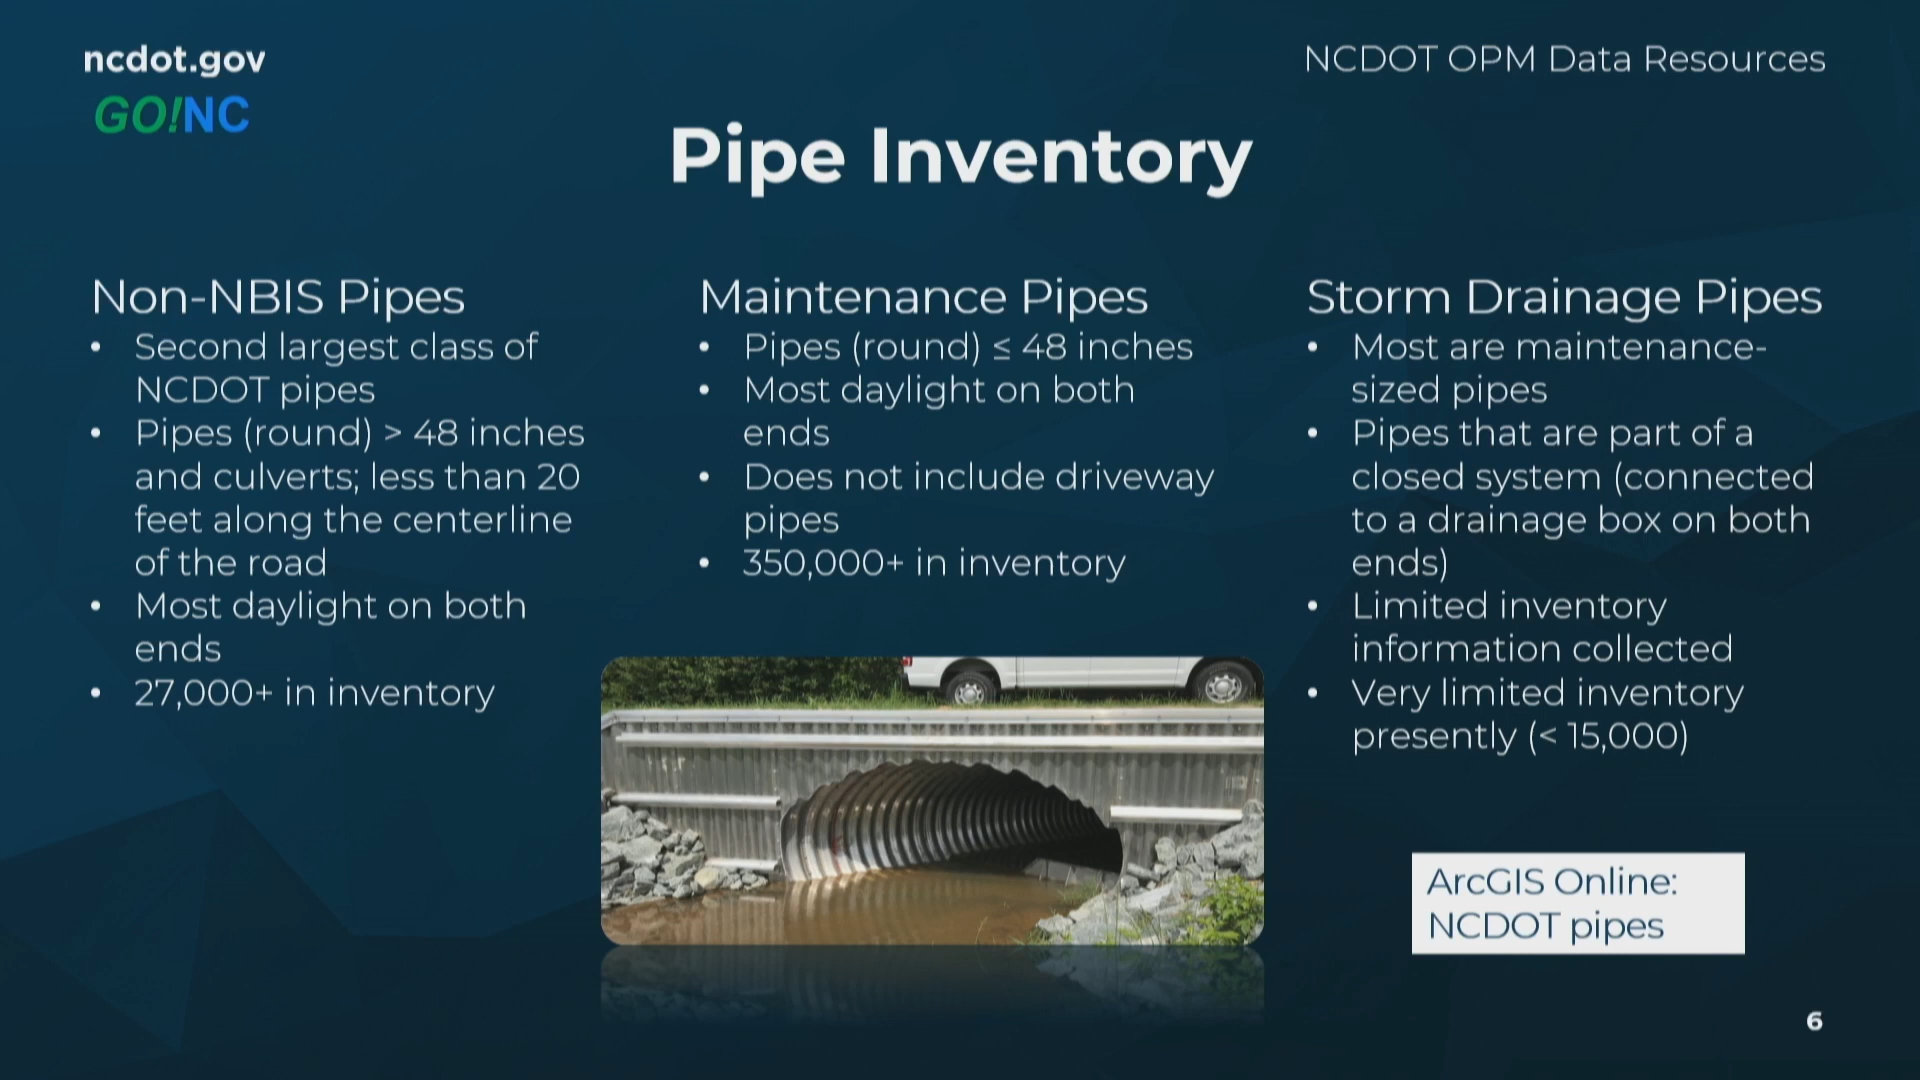 ncdot.gov
GO!NC
NCDOT OPM Data Resources
Pipe Inventory
Non-NBIS Pipes
• Second largest class of
NCDOT pipes
• Pipes (round) > 48 inches
and culverts; less than 20
feet along the centerline
of the road
• Most daylight on both
ends
• 27,000+ in inventory
Maintenance Pipes
• Pipes (round) ≤ 48 inches
• Most daylight on both
ends
• Does not include driveway
pipes
• 350,000+ in inventory
Storm Drainage Pipes
• Most are maintenance-
sized pipes
• Pipes that are part of a
closed system (connected
to a drainage box on both
ends)
• Limited inventory
information collected
• Very limited inventory
presently (< 15,000)
ArcGIS Online:
NCDOT pipes
6